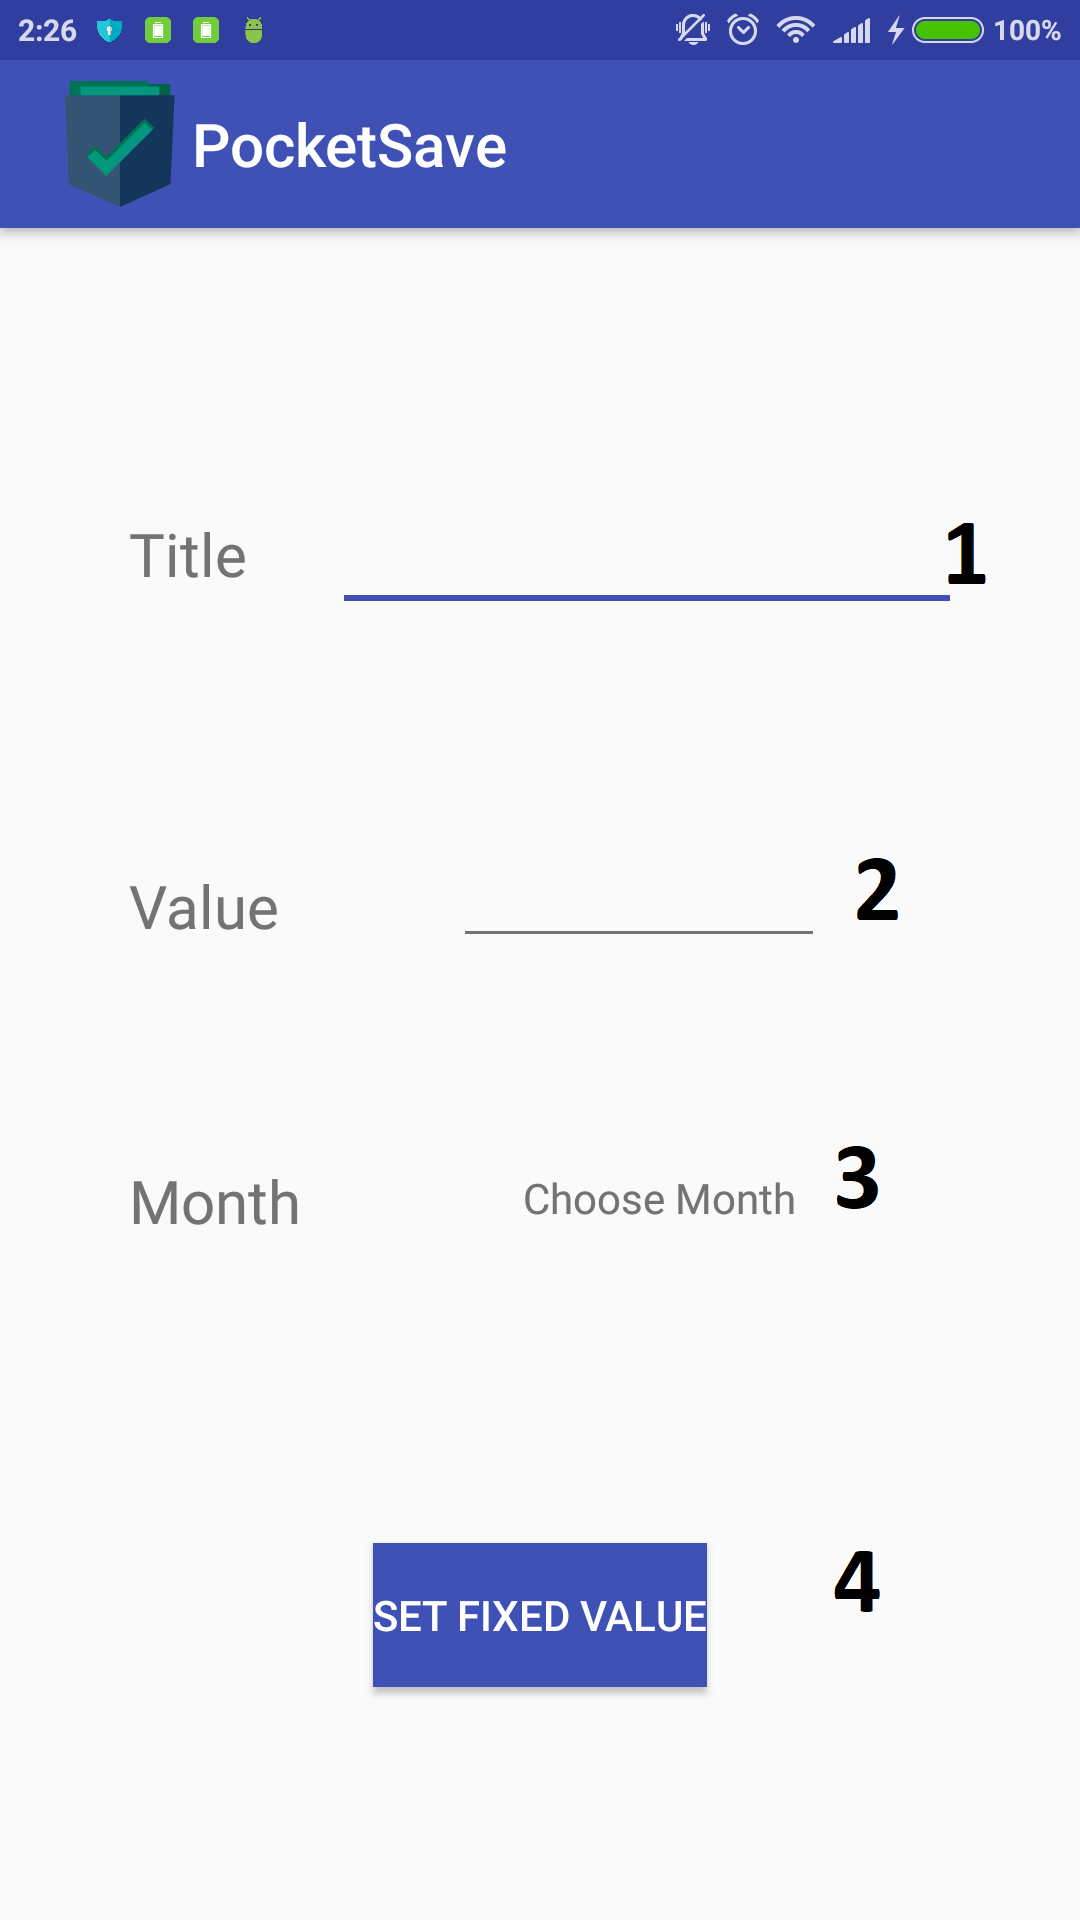 2:26 100%
PocketSave
Title 1
Value 2
Month Choose Month 3
SET FIXED VALUE 4